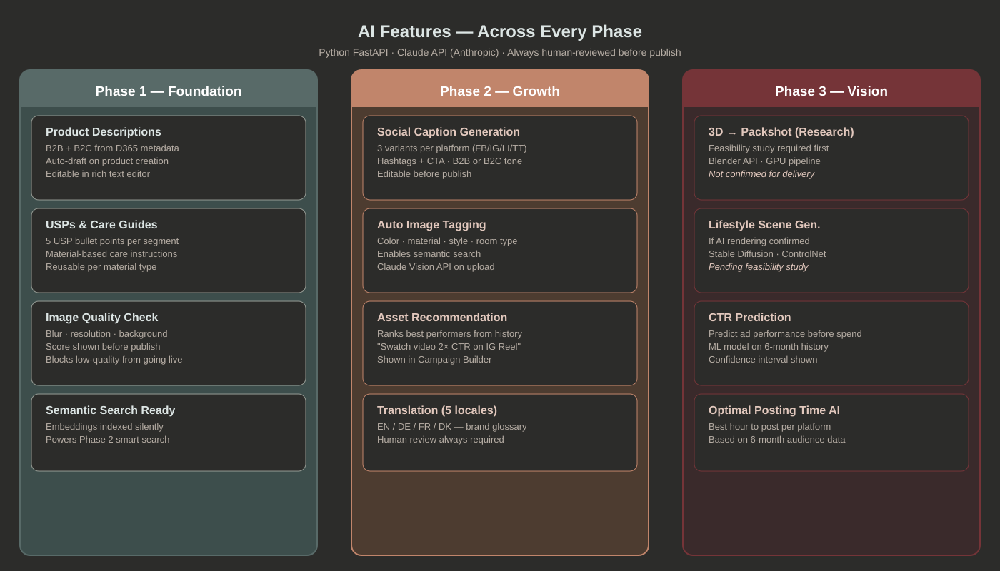 AI Features — Across Every Phase
Python FastAPI · Claude API (Anthropic) · Always human-reviewed before publish
Phase 1 — Foundation
Product Descriptions
B2B + B2C from D365 metadata
Auto-draft on product creation
Editable in rich text editor
USPs & Care Guides
5 USP bullet points per segment
Material-based care instructions
Reusable per material type
Image Quality Check
Blur · resolution · background
Score shown before publish
Blocks low-quality from going live
Semantic Search Ready
Embeddings indexed silently
Powers Phase 2 smart search
Phase 2 — Growth
Social Caption Generation
3 variants per platform (FB/IG/LI/TT)
Hashtags + CTA · B2B or B2C tone
Editable before publish
Auto Image Tagging
Color · material · style · room type
Enables semantic search
Claude Vision API on upload
Asset Recommendation
Ranks best performers from history
"Swatch video 2× CTR on IG Reel"
Shown in Campaign Builder
Translation (5 locales)
EN / DE / FR / DK — brand glossary
Human review always required
Phase 3 — Vision
3D → Packshot (Research)
Feasibility study required first
Blender API · GPU pipeline
Not confirmed for delivery
Lifestyle Scene Gen.
If AI rendering confirmed
Stable Diffusion · ControlNet
Pending feasibility study
CTR Prediction
Predict ad performance before spend
ML model on 6-month history
Confidence interval shown
Optimal Posting Time AI
Best hour to post per platform
Based on 6-month audience data